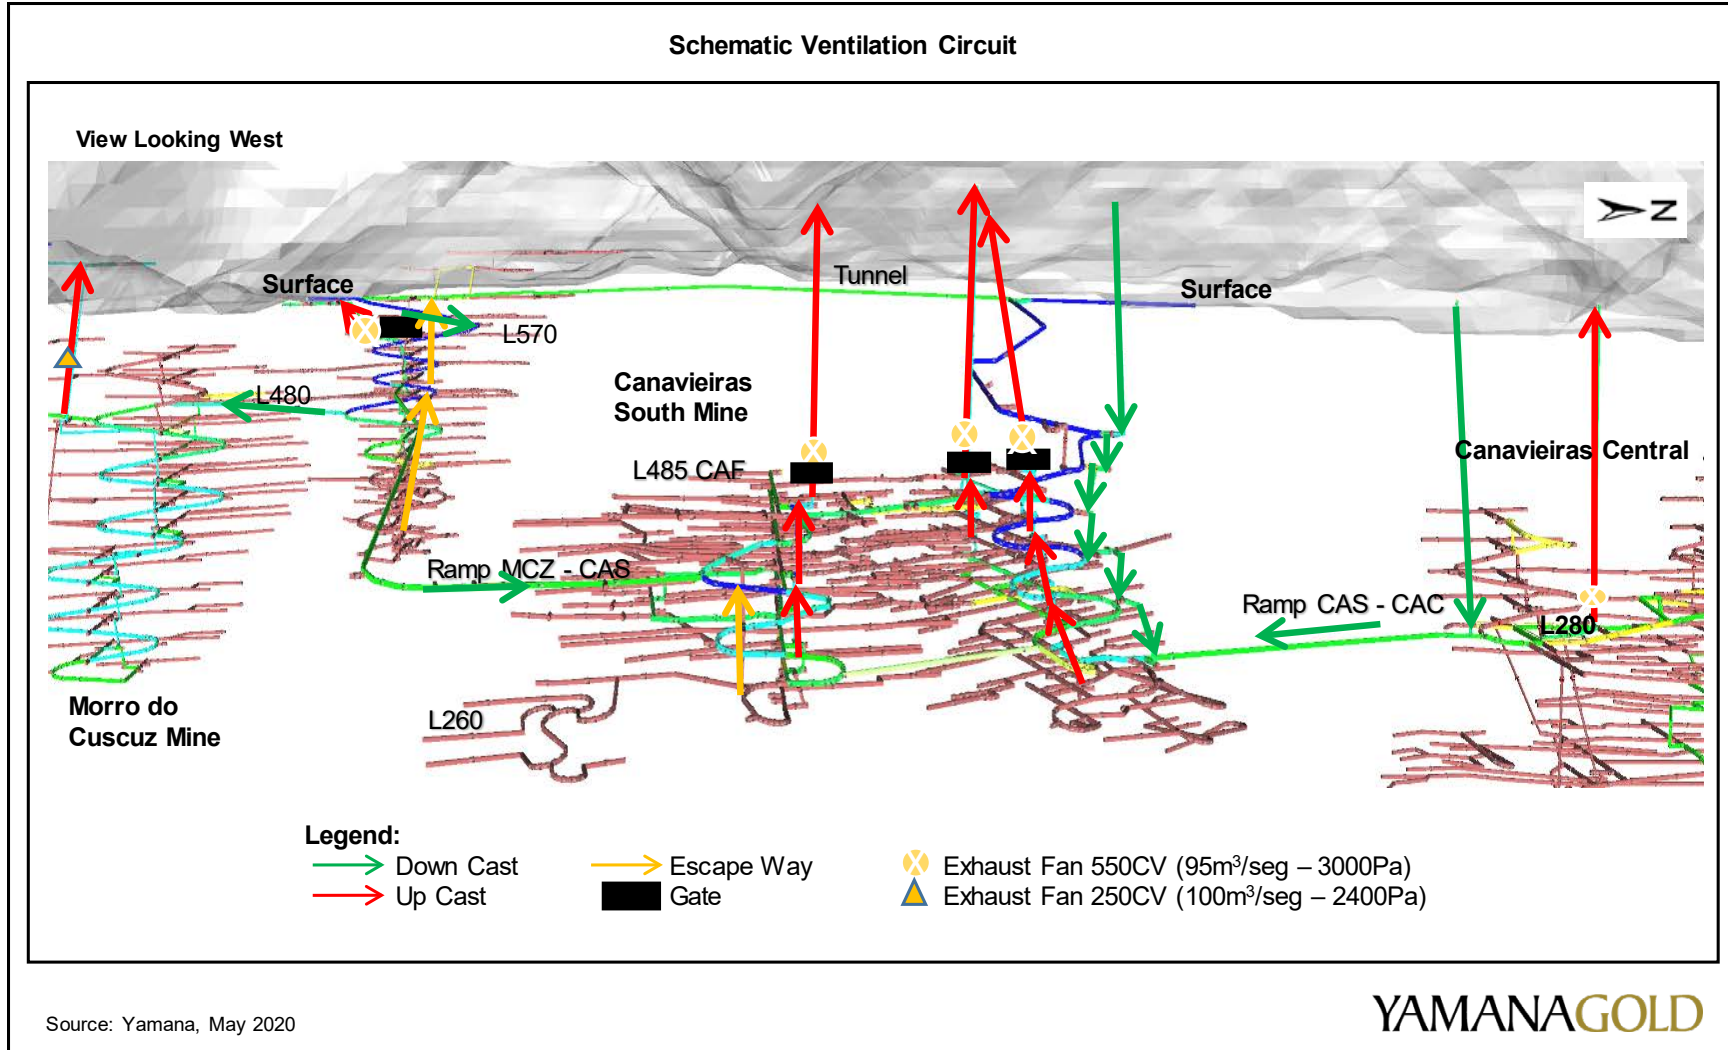 Schematic Ventilation Circuit
View Looking West
Z
Surface
Tunnel
Surface
L570
L480
Canavieiras
South Mine
L485 CAF
Canavieiras Central
Ramp MCZ - CAS
Ramp CAS - CAC
L280
Morro do
Cuscuz Mine
L260
Legend:
Down Cast
Escape Way
Exhaust Fan 550CV (95m³/seg – 3000Pa)
Up Cast
Gate
Exhaust Fan 250CV (100m³/seg – 2400Pa)
Source: Yamana, May 2020
YAMANAGOLD